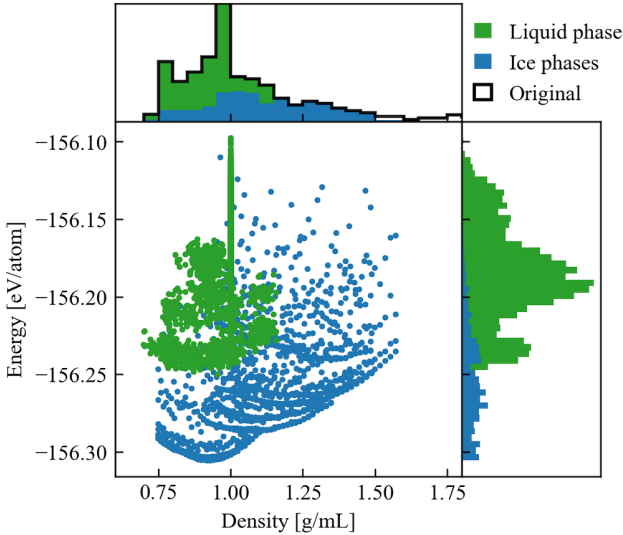 Liquid phase
Ice phases
Original
−156.10
−156.15
−156.20
−156.25
−156.30
Energy [eV/atom]
0.75 1.00 1.25 1.50 1.75
Density [g/mL]